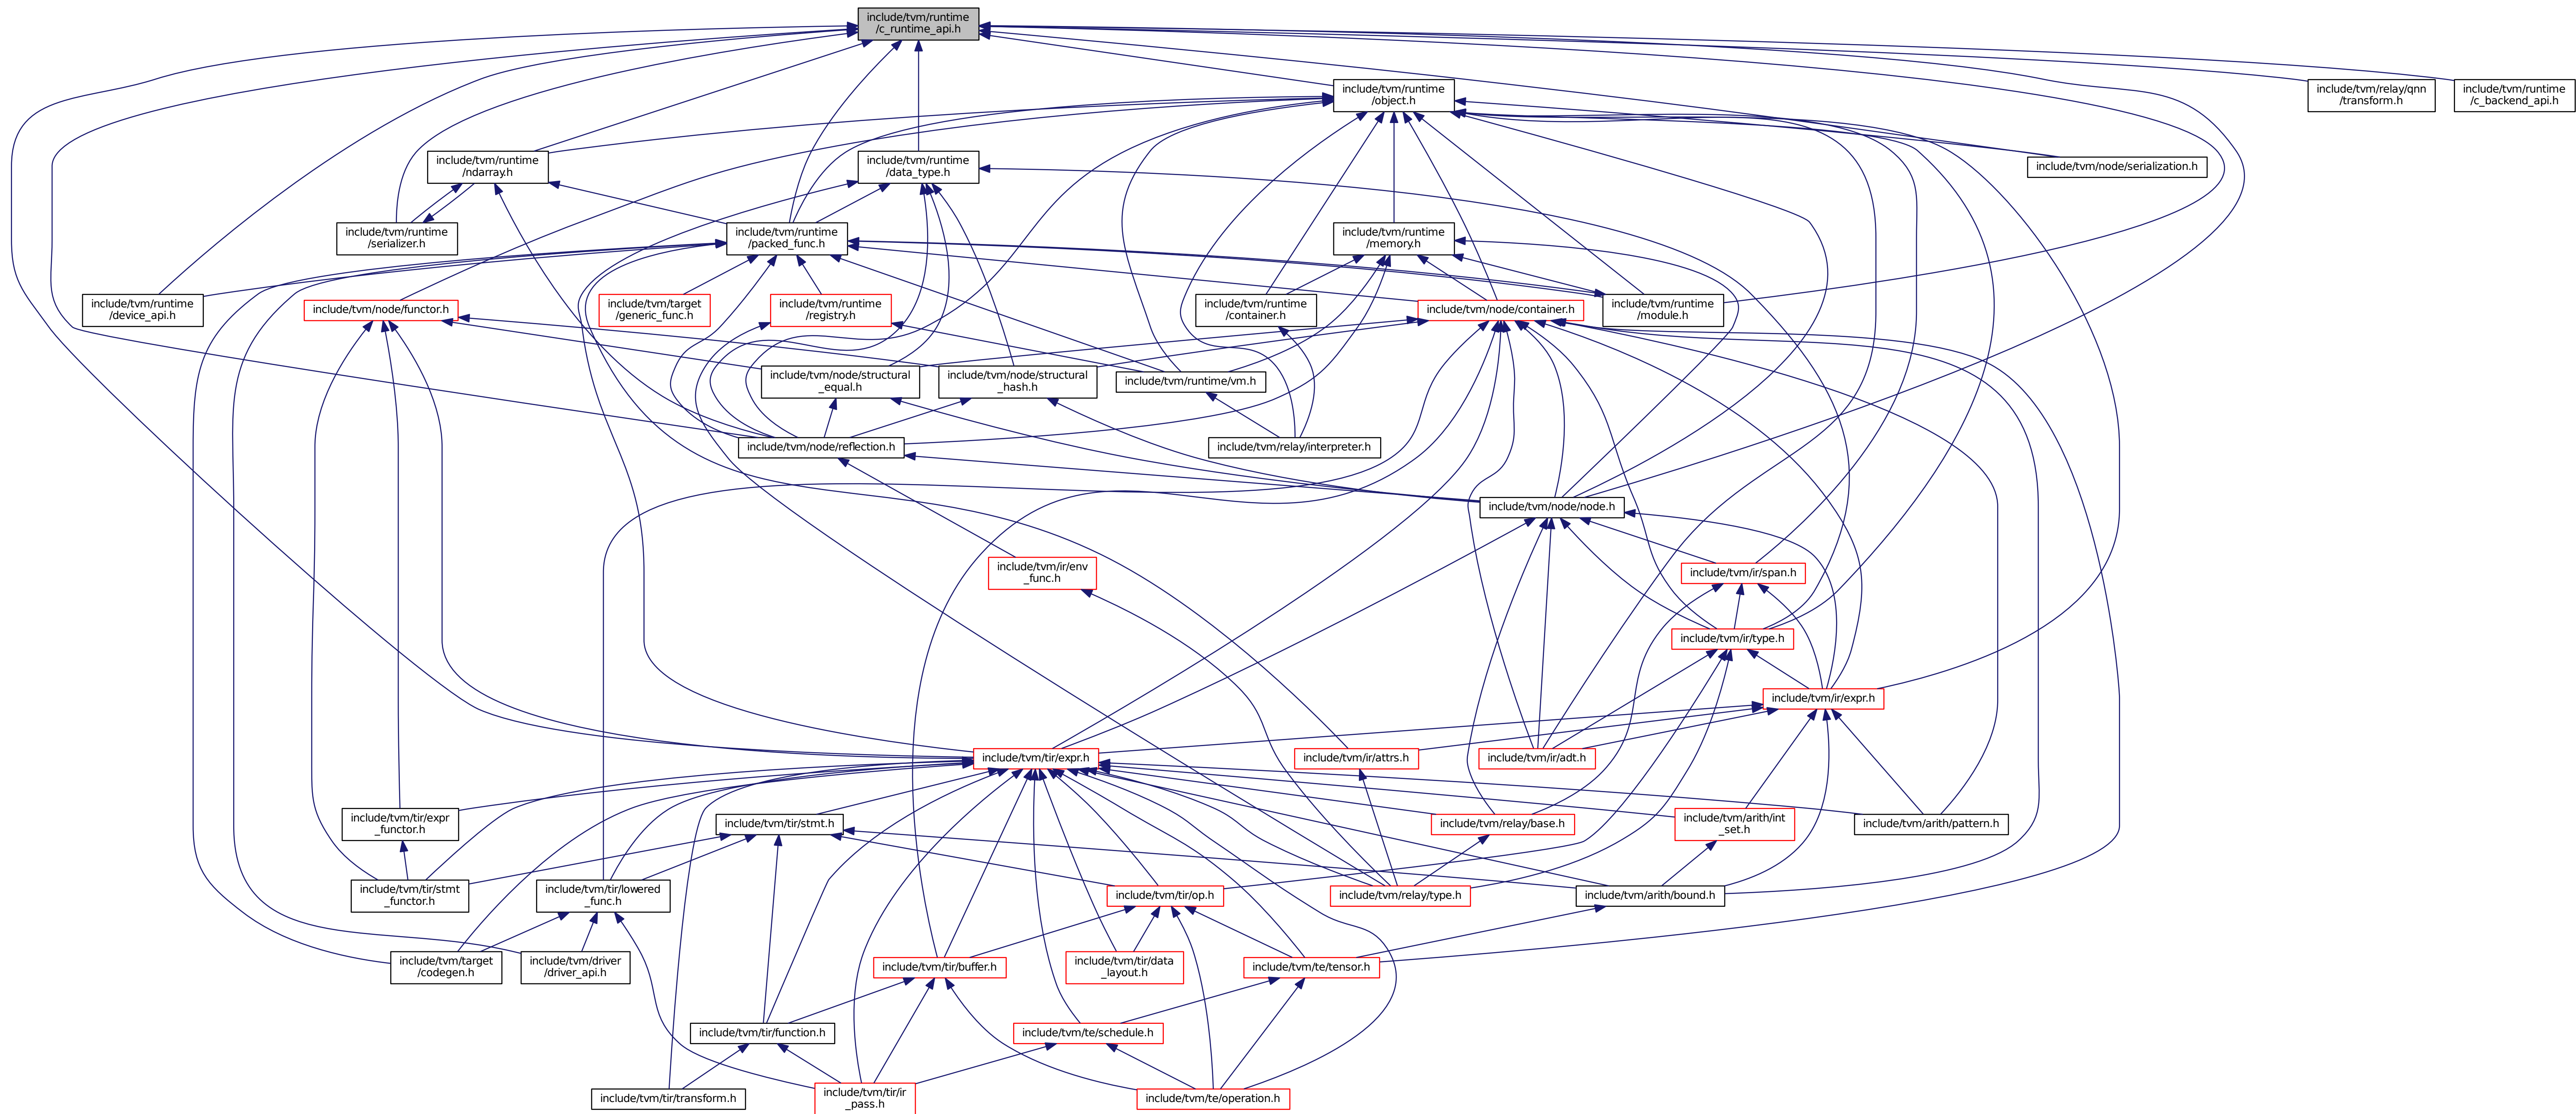 include/tvm/runtime
/c_runtime_api.h
include/tvm/runtime
/object.h
include/tvm/relay/qnn
/transform.h
include/tvm/runtime
/c_backend_api.h
include/tvm/runtime
/ndarray.h
include/tvm/runtime
/data_type.h
include/tvm/node/serialization.h
include/tvm/runtime
/serializer.h
include/tvm/runtime
/packed_func.h
include/tvm/runtime
/memory.h
include/tvm/runtime
/device_api.h
include/tvm/node/functor.h
include/tvm/target
/generic_func.h
include/tvm/runtime
/registry.h
include/tvm/runtime
/container.h
include/tvm/node/container.h
include/tvm/runtime
/module.h
include/tvm/node/structural
_equal.h
include/tvm/node/structural
_hash.h
include/tvm/runtime/vm.h
include/tvm/node/reflection.h
include/tvm/relay/interpreter.h
include/tvm/node/node.h
include/tvm/ir/env
_func.h
include/tvm/ir/span.h
include/tvm/ir/type.h
include/tvm/ir/expr.h
include/tvm/tir/expr.h
include/tvm/ir/attrs.h
include/tvm/ir/adt.h
include/tvm/tir/expr
_functor.h
include/tvm/tir/stmt.h
include/tvm/relay/base.h
include/tvm/arith/int
_set.h
include/tvm/arith/pattern.h
include/tvm/tir/stmt
_functor.h
include/tvm/tir/lowered
_func.h
include/tvm/tir/op.h
include/tvm/relay/type.h
include/tvm/arith/bound.h
include/tvm/target
/codegen.h
include/tvm/driver
/driver_api.h
include/tvm/tir/buffer.h
include/tvm/tir/data
_layout.h
include/tvm/te/tensor.h
include/tvm/tir/function.h
include/tvm/te/schedule.h
include/tvm/tir/transform.h
include/tvm/tir/ir
_pass.h
include/tvm/te/operation.h